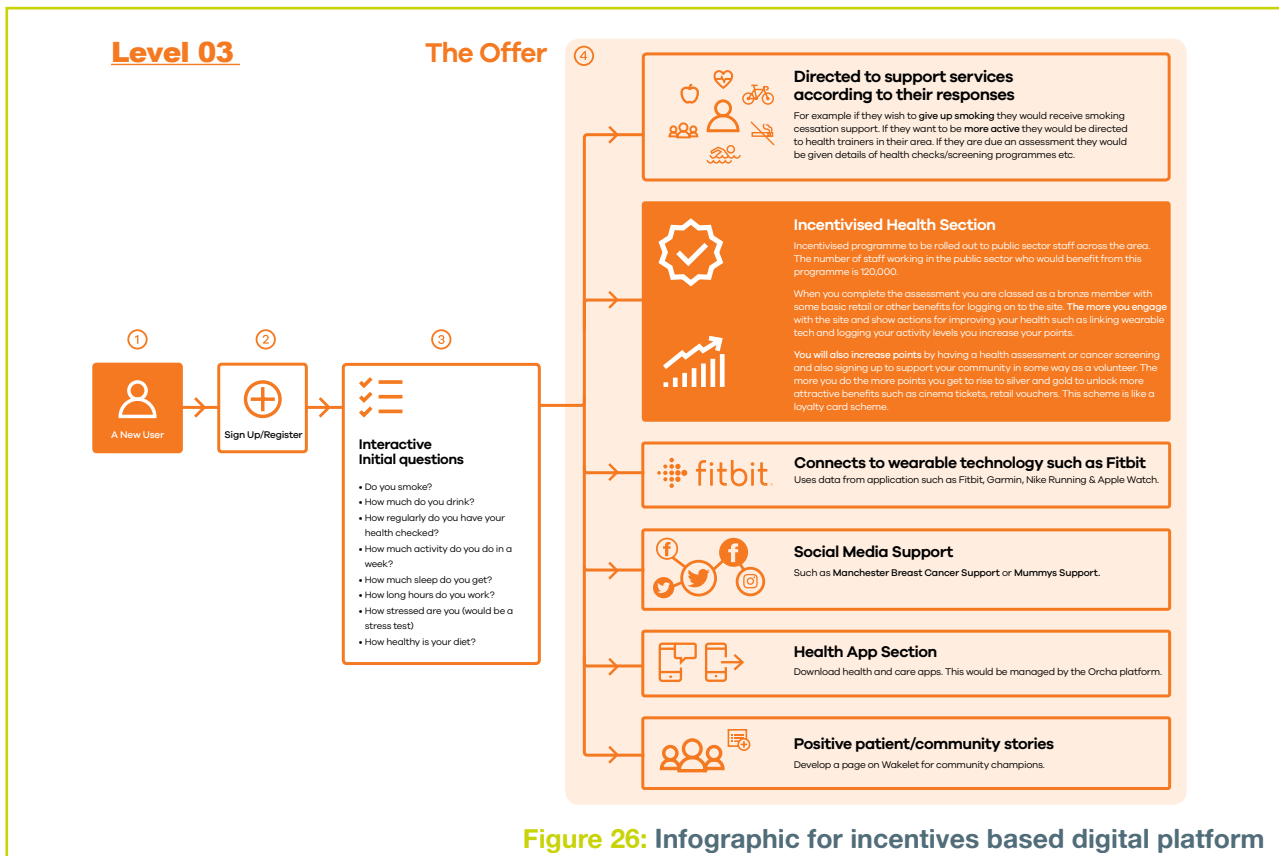 Level 03
The Offer
4
Directed to support services
according to their responses
For example if they wish to give up smoking they would receive smoking
cessation support. If they want to be more active they would be directed
to health trainers in their area. If they are due an assessment they would
be given details of health checks/screening programmes etc.
Incentivised Health Section
Incentivised programme to be rolled out to public sector staff across the area.
The number of staff working in the public sector who would benefit from this
programme is 120,000.
When you complete the assessment you are classed as a bronze member with
some basic retail or other benefits for logging on to the site. The more you engage
with the site and show actions for improving your health such as linking wearable
tech and logging your activity levels you increase your points.
You will also increase points by having a health assessment or cancer screening
and also signing up to support your community in some way as a volunteer. The
more you do the more points you get to rise to silver and gold to unlock more
attractive benefits such as cinema tickets, retail vouchers. This scheme is like a
loyalty card scheme.
1
A New User
2
Sign Up/Register
3
Interactive
Initial questions
• Do you smoke?
• How much do you drink?
• How regularly do you have your
health checked?
• How much activity do you do in a
week?
• How much sleep do you get?
• How long hours do you work?
• How stressed are you (would be a
stress test)
• How healthy is your diet?
fitbit.
Connects to wearable technology such as Fitbit
Uses data from application such as Fitbit, Garmin, Nike Running & Apple Watch.
Social Media Support
Such as Manchester Breast Cancer Support or Mummys Support.
Health App Section
Download health and care apps. This would be managed by the Orcha platform.
Positive patient/community stories
Develop a page on Wakelet for community champions.
Figure 26: Infographic for incentives based digital platform